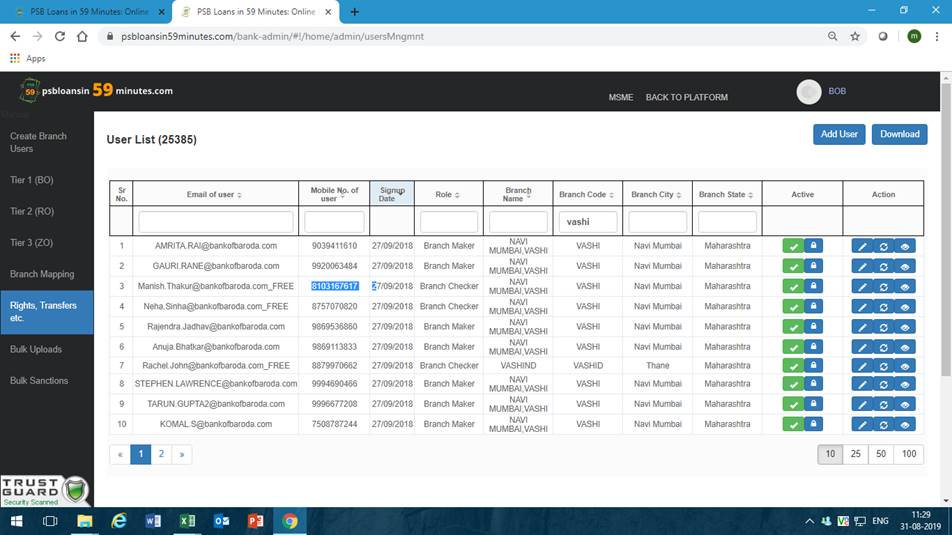 PSB Loans in 59 Minutes: Online
PSB Loans in 59 Minutes: Online
psbloansin59minutes.com/bank-admin/#!/home/admin/usersMngmnt
m
Apps
psbloansin 59 minutes.com
MSME BACK TO PLATFORM BOB
Create Branch Users
Tier 1 (BO)
Tier 2 (RO)
Tier 3 (ZO)
Branch Mapping
Rights, Transfers etc.
Bulk Uploads
Bulk Sanctions
User List (25385)
Add User Download
Sr No. Email of user Mobile No. of user Signup Date Role Branch Name Branch Code Branch City Branch State Active Action
vashi
1 AMRITA.RAI@bankofbaroda.com 9039411610 27/09/2018 Branch Maker NAVI MUMBAI,VASHI VASHI Navi Mumbai Maharashtra
2 GAURI.RANE@bankofbaroda.com 9920063484 27/09/2018 Branch Maker NAVI MUMBAI,VASHI VASHI Navi Mumbai Maharashtra
3 Manish.Thakur@bankofbaroda.com_FREE 8103167617 27/09/2018 Branch Checker NAVI MUMBAI,VASHI VASHI Navi Mumbai Maharashtra
4 Neha.Sinha@bankofbaroda.com_FREE 8757070820 27/09/2018 Branch Checker NAVI MUMBAI,VASHI VASHI Navi Mumbai Maharashtra
5 Rajendra.Jadhav@bankofbaroda.com 9869536860 27/09/2018 Branch Maker NAVI MUMBAI,VASHI VASHI Navi Mumbai Maharashtra
6 Anuja.Bhatkar@bankofbaroda.com 9869113833 27/09/2018 Branch Maker NAVI MUMBAI,VASHI VASHI Navi Mumbai Maharashtra
7 Rachel.John@bankofbaroda.com_FREE 8879970662 27/09/2018 Branch Checker VASHIND VASHID Thane Maharashtra
8 STEPHEN.LAWRENCE@bankofbaroda.com 9994690466 27/09/2018 Branch Maker NAVI MUMBAI,VASHI VASHI Navi Mumbai Maharashtra
9 TARUN.GUPTA2@bankofbaroda.com 9996677208 27/09/2018 Branch Maker NAVI MUMBAI,VASHI VASHI Navi Mumbai Maharashtra
10 KOMAL.S@bankofbaroda.com 7508787244 27/09/2018 Branch Maker NAVI MUMBAI,VASHI VASHI Navi Mumbai Maharashtra
« 1 2 » 10 25 50 100
TRUST
GUARD
Security Scanned
ENG
11:29
31-08-2019